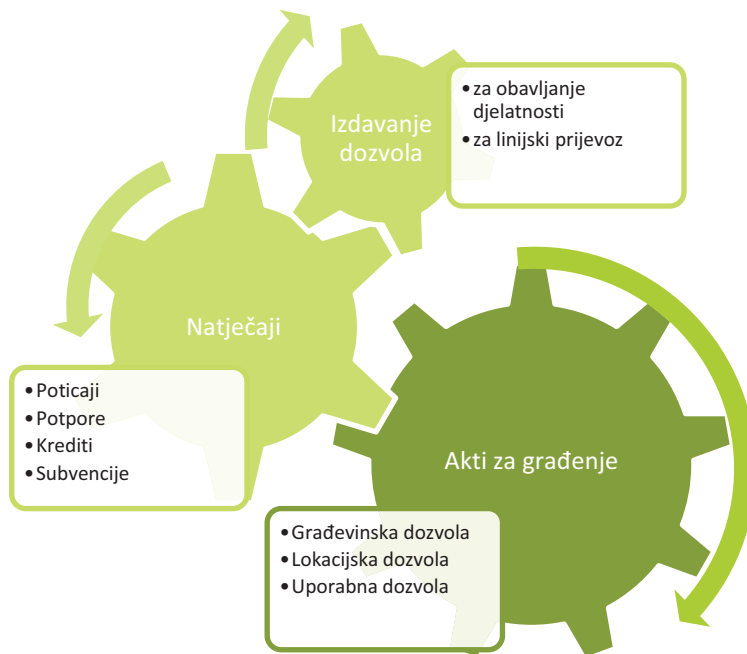 Izdavanje
dozvola
• za obavljanje
djelatnosti
• za linijski prijevoz
Natječaji
• Poticaji
• Potpore
• Krediti
• Subvencije
Akti za građenje
• Građevinska dozvola
• Lokacijska dozvola
• Uporabna dozvola